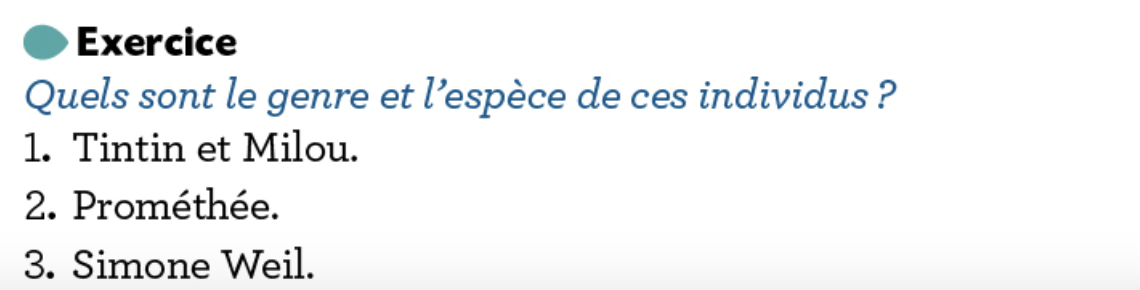 Exercice
Quels sont le genre et l’espèce de ces individus ?
1. Tintin et Milou.
2. Prométhée.
3. Simone Weil.